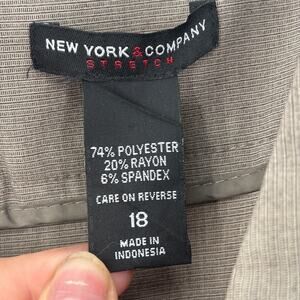 NEW YORK & COMPANY
STRETCH
74% POLYESTER
20% RAYON
6% SPANDEX
CARE ON REVERSE
18
MADE IN
INDONESIA